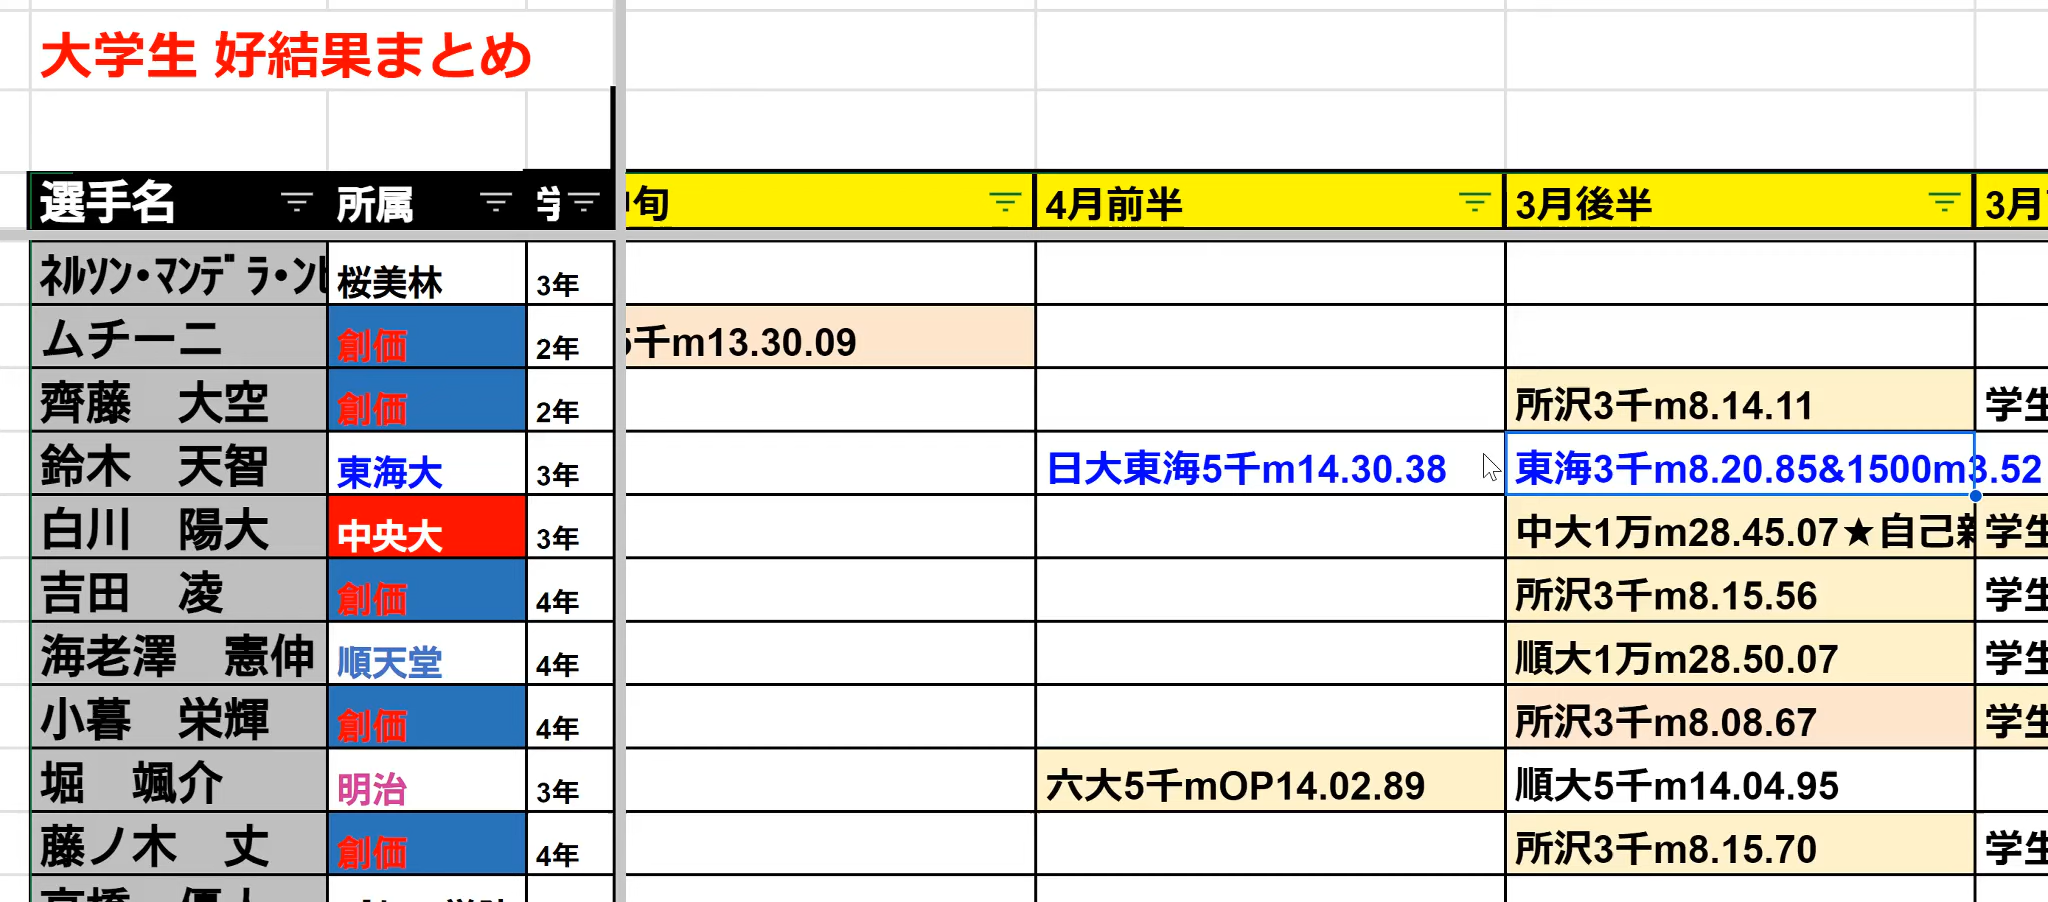 大学生 好結果まとめ
選手名 所属 学 旬 4月前半 3月後半 3月
ﾈﾙｿﾝ･ﾏﾝﾃﾞﾗ･ﾝ 桜美林 3年
ムチーニ 創価 2年 千m13.30.09
齊藤　大空 創価 2年 所沢3千m8.14.11 学生
鈴木　天智 東海大 3年 日大東海5千m14.30.38 東海3千m8.20.85&1500m3.52
白川　陽大 中央大 3年 中大1万m28.45.07★自己新 学生
吉田　凌 創価 4年 所沢3千m8.15.56 学生
海老澤　憲伸 順天堂 4年 順大1万m28.50.07 学生
小暮　栄輝 創価 4年 所沢3千m8.08.67 学生
堀　颯介 明治 3年 六大5千mOP14.02.89 順大5千m14.04.95
藤ノ木　丈 創価 4年 所沢3千m8.15.70 学生